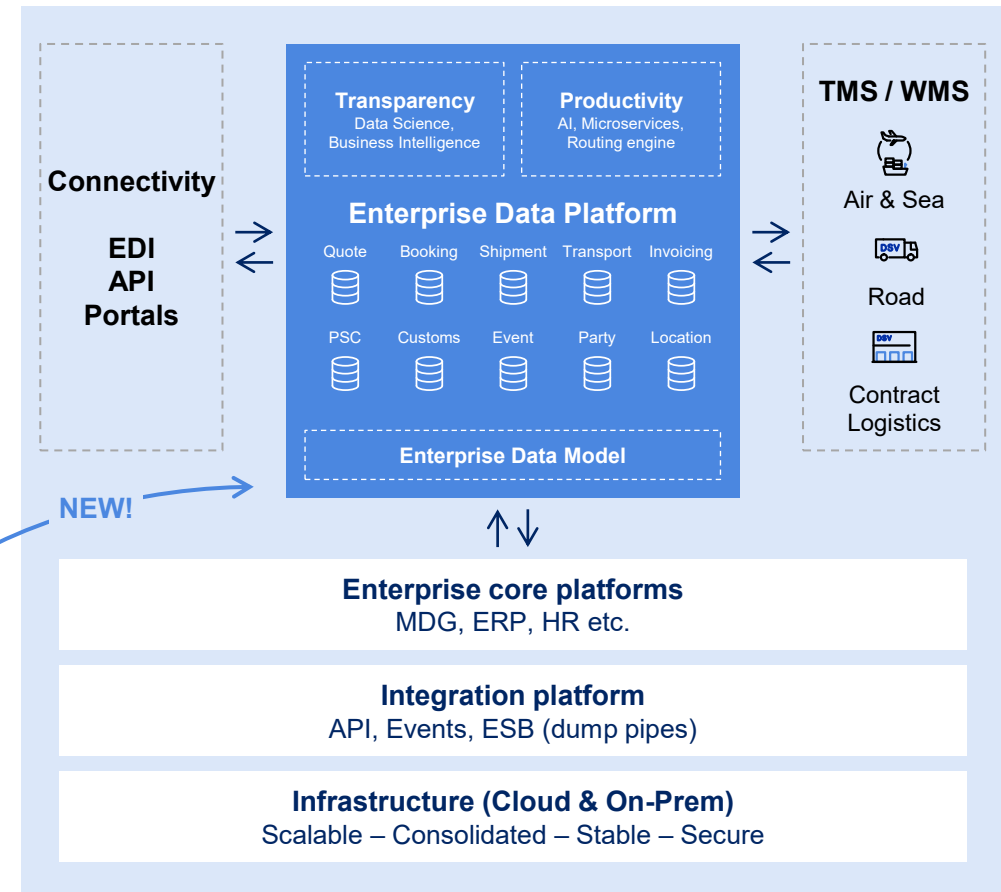 Connectivity
EDI
API
Portals
Transparency
Data Science,
Business Intelligence
Productivity
AI, Microservices,
Routing engine
Enterprise Data Platform
Quote Booking Shipment Transport Invoicing
PSC Customs Event Party Location
Enterprise Data Model
TMS / WMS
Air & Sea
DSV
Road
DSV
Contract
Logistics
NEW!
Enterprise core platforms
MDG, ERP, HR etc.
Integration platform
API, Events, ESB (dump pipes)
Infrastructure (Cloud & On-Prem)
Scalable – Consolidated – Stable – Secure